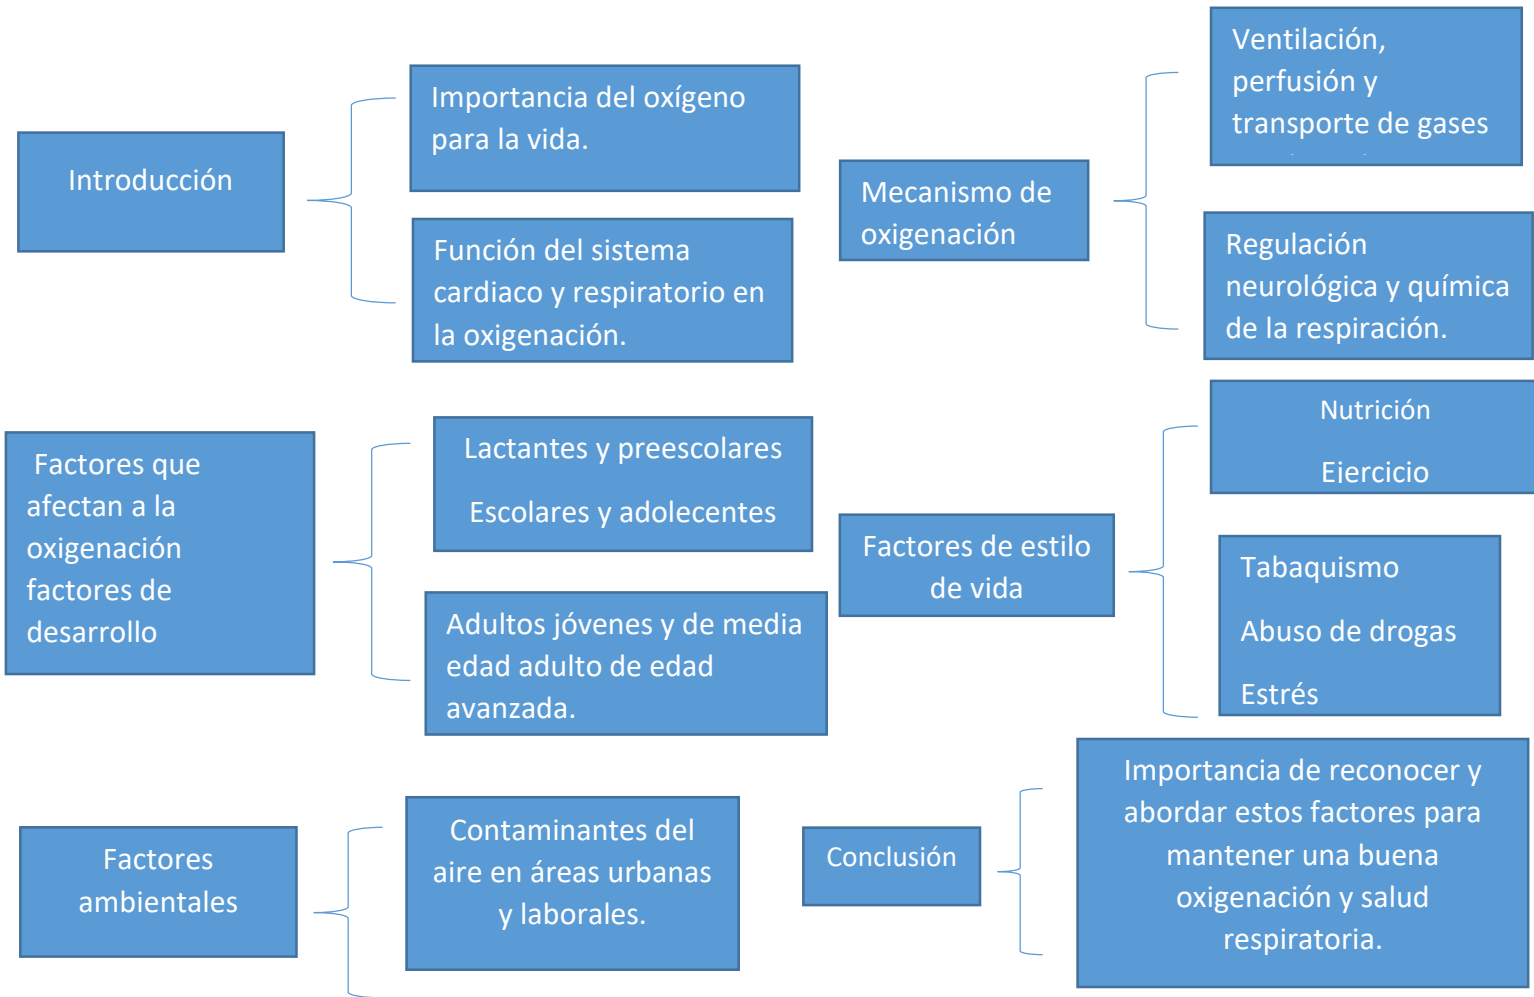 Introducción
Importancia del oxígeno
para la vida.
Función del sistema
cardiaco y respiratorio en
la oxigenación.
Mecanismo de
oxigenación
Ventilación,
perfusión y
transporte de gases
Regulación
neurológica y química
de la respiración.
Factores que
afectan a la
oxigenación
factores de
desarrollo
Lactantes y preescolares
Escolares y adolecentes
Adultos jóvenes y de media
edad adulto de edad
avanzada.
Factores de estilo
de vida
Nutrición
Ejercicio
Tabaquismo
Abuso de drogas
Estrés
Factores
ambientales
Contaminantes del
aire en áreas urbanas
y laborales.
Conclusión
Importancia de reconocer y
abordar estos factores para
mantener una buena
oxigenación y salud
respiratoria.